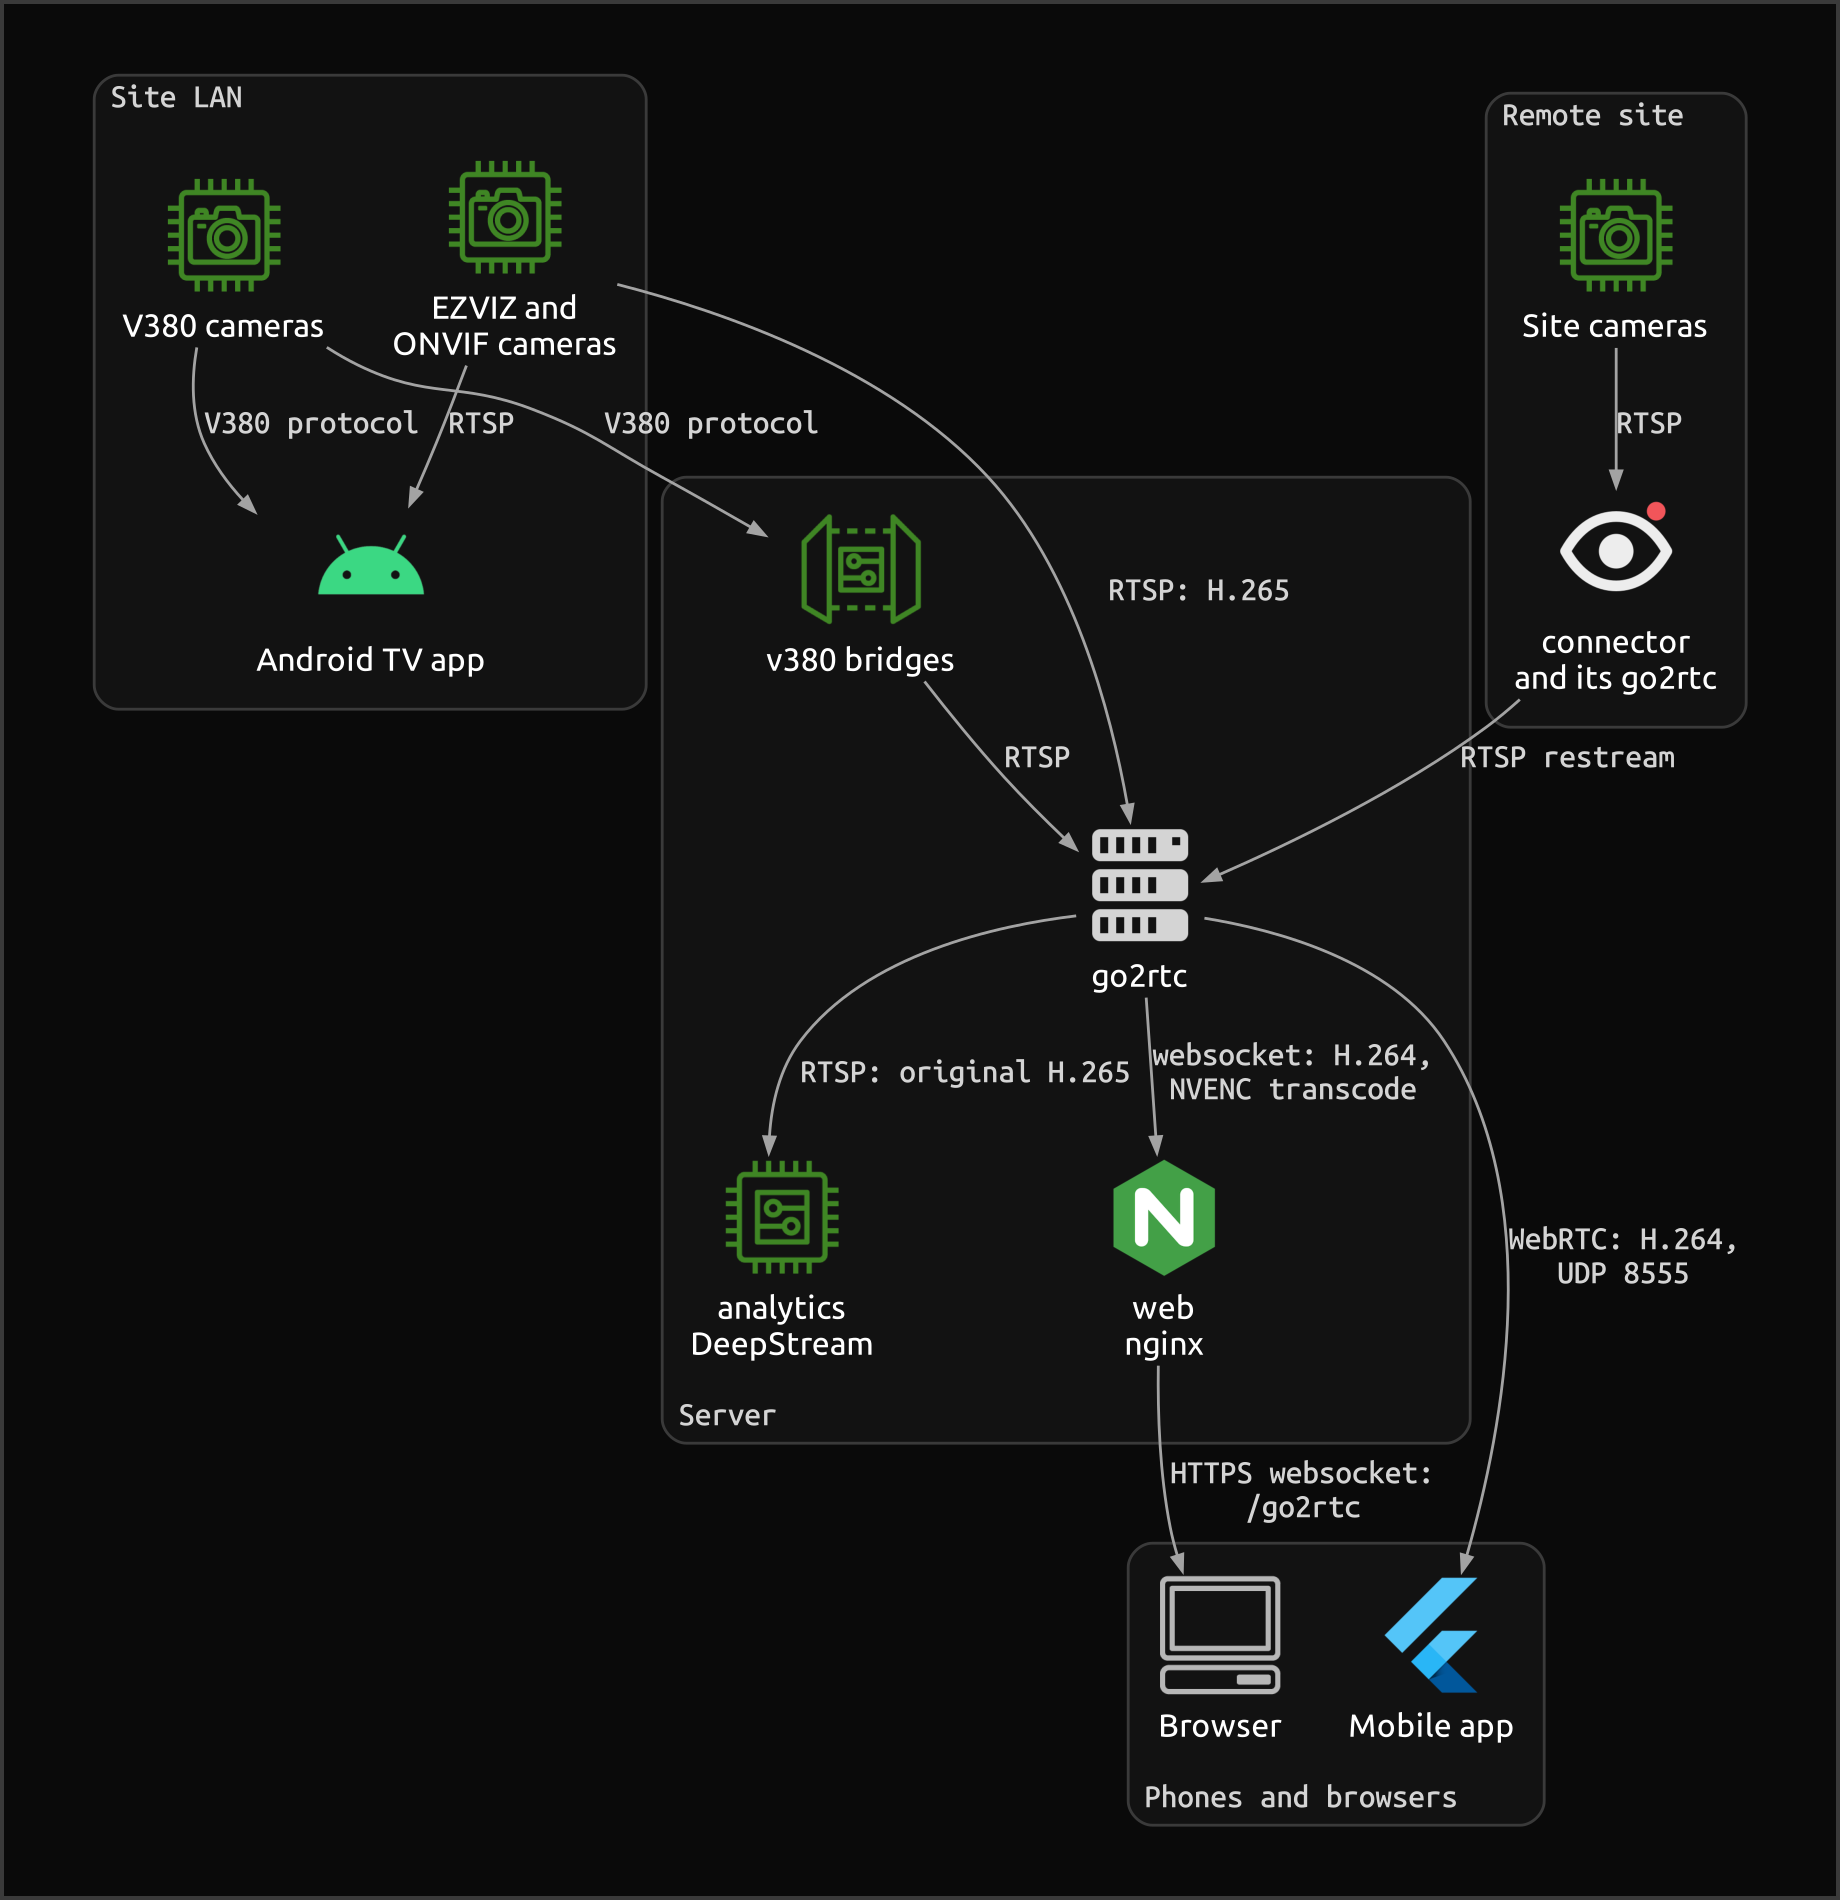 Site LAN
Remote site
V380 cameras
EZVIZ and
ONVIF cameras
Site cameras
V380 protocol
RTSP
V380 protocol
RTSP
RTSP: H.265
Android TV app
v380 bridges
connector
and its go2rtc
RTSP
RTSP restream
go2rtc
RTSP: original H.265
websocket: H.264,
NVENC transcode
N
WebRTC: H.264,
UDP 8555
analytics
DeepStream
web
nginx
Server
HTTPS websocket:
/go2rtc
Browser
Mobile app
Phones and browsers